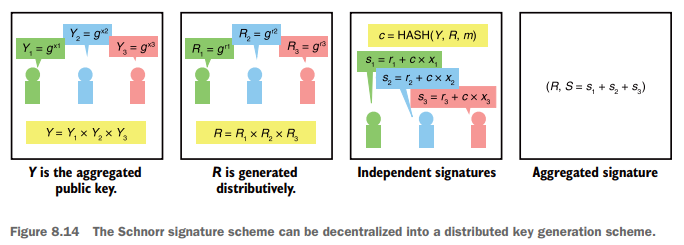 Y₁ = g^x1
Y₂ = g^x2
Y₃ = g^x3
Y = Y₁ × Y₂ × Y₃
Y is the aggregated
public key.
R₁ = g^r1
R₂ = g^r2
R₃ = g^r3
R = R₁ × R₂ × R₃
R is generated
distributively.
c = HASH(Y, R, m)
s₁ = r₁ + c × x₁
s₂ = r₂ + c × x₂
s₃ = r₃ + c × x₃
Independent signatures
(R, S = s₁ + s₂ + s₃)
Aggregated signature
Figure 8.14 The Schnorr signature scheme can be decentralized into a distributed key generation scheme.